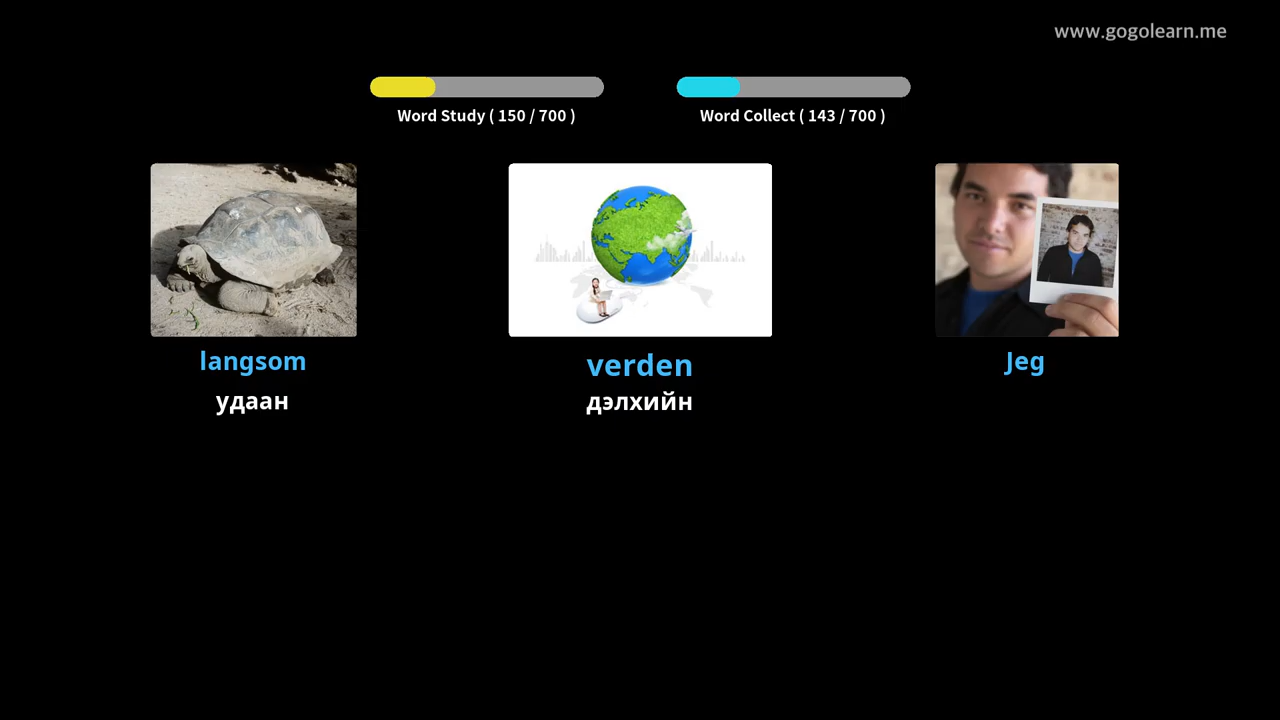 www.gogolearn.me
Word Study ( 150 / 700 )
Word Collect ( 143 / 700 )
langsom
verden
Jeg
удаан
дэлхийн